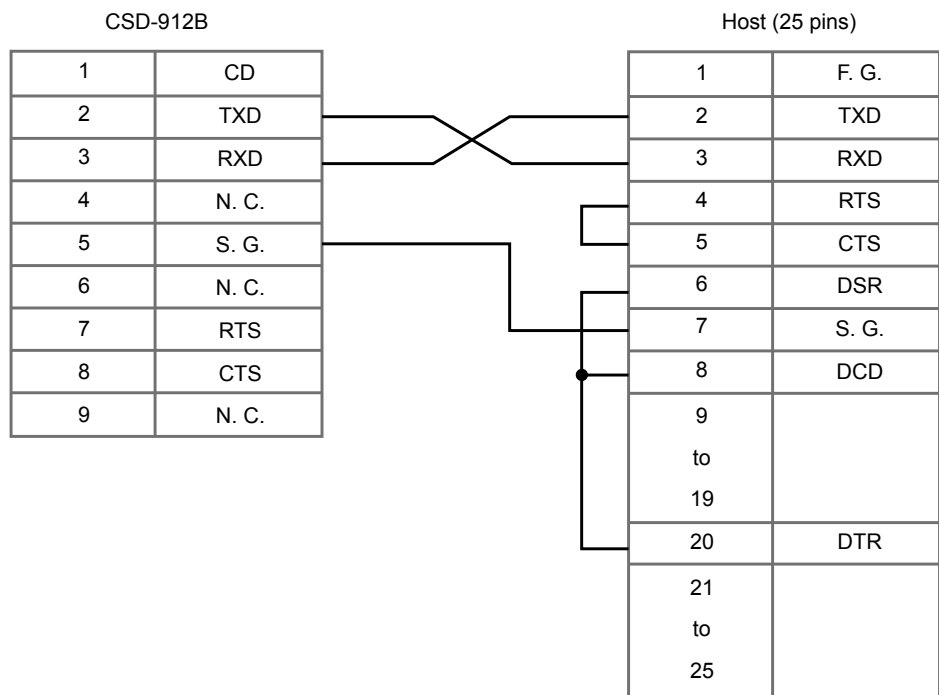 CSD-912B
1 CD
2 TXD
3 RXD
4 N. C.
5 S. G.
6 N. C.
7 RTS
8 CTS
9 N. C.
Host (25 pins)
1 F. G.
2 TXD
3 RXD
4 RTS
5 CTS
6 DSR
7 S. G.
8 DCD
9
to
19
20 DTR
21
to
25